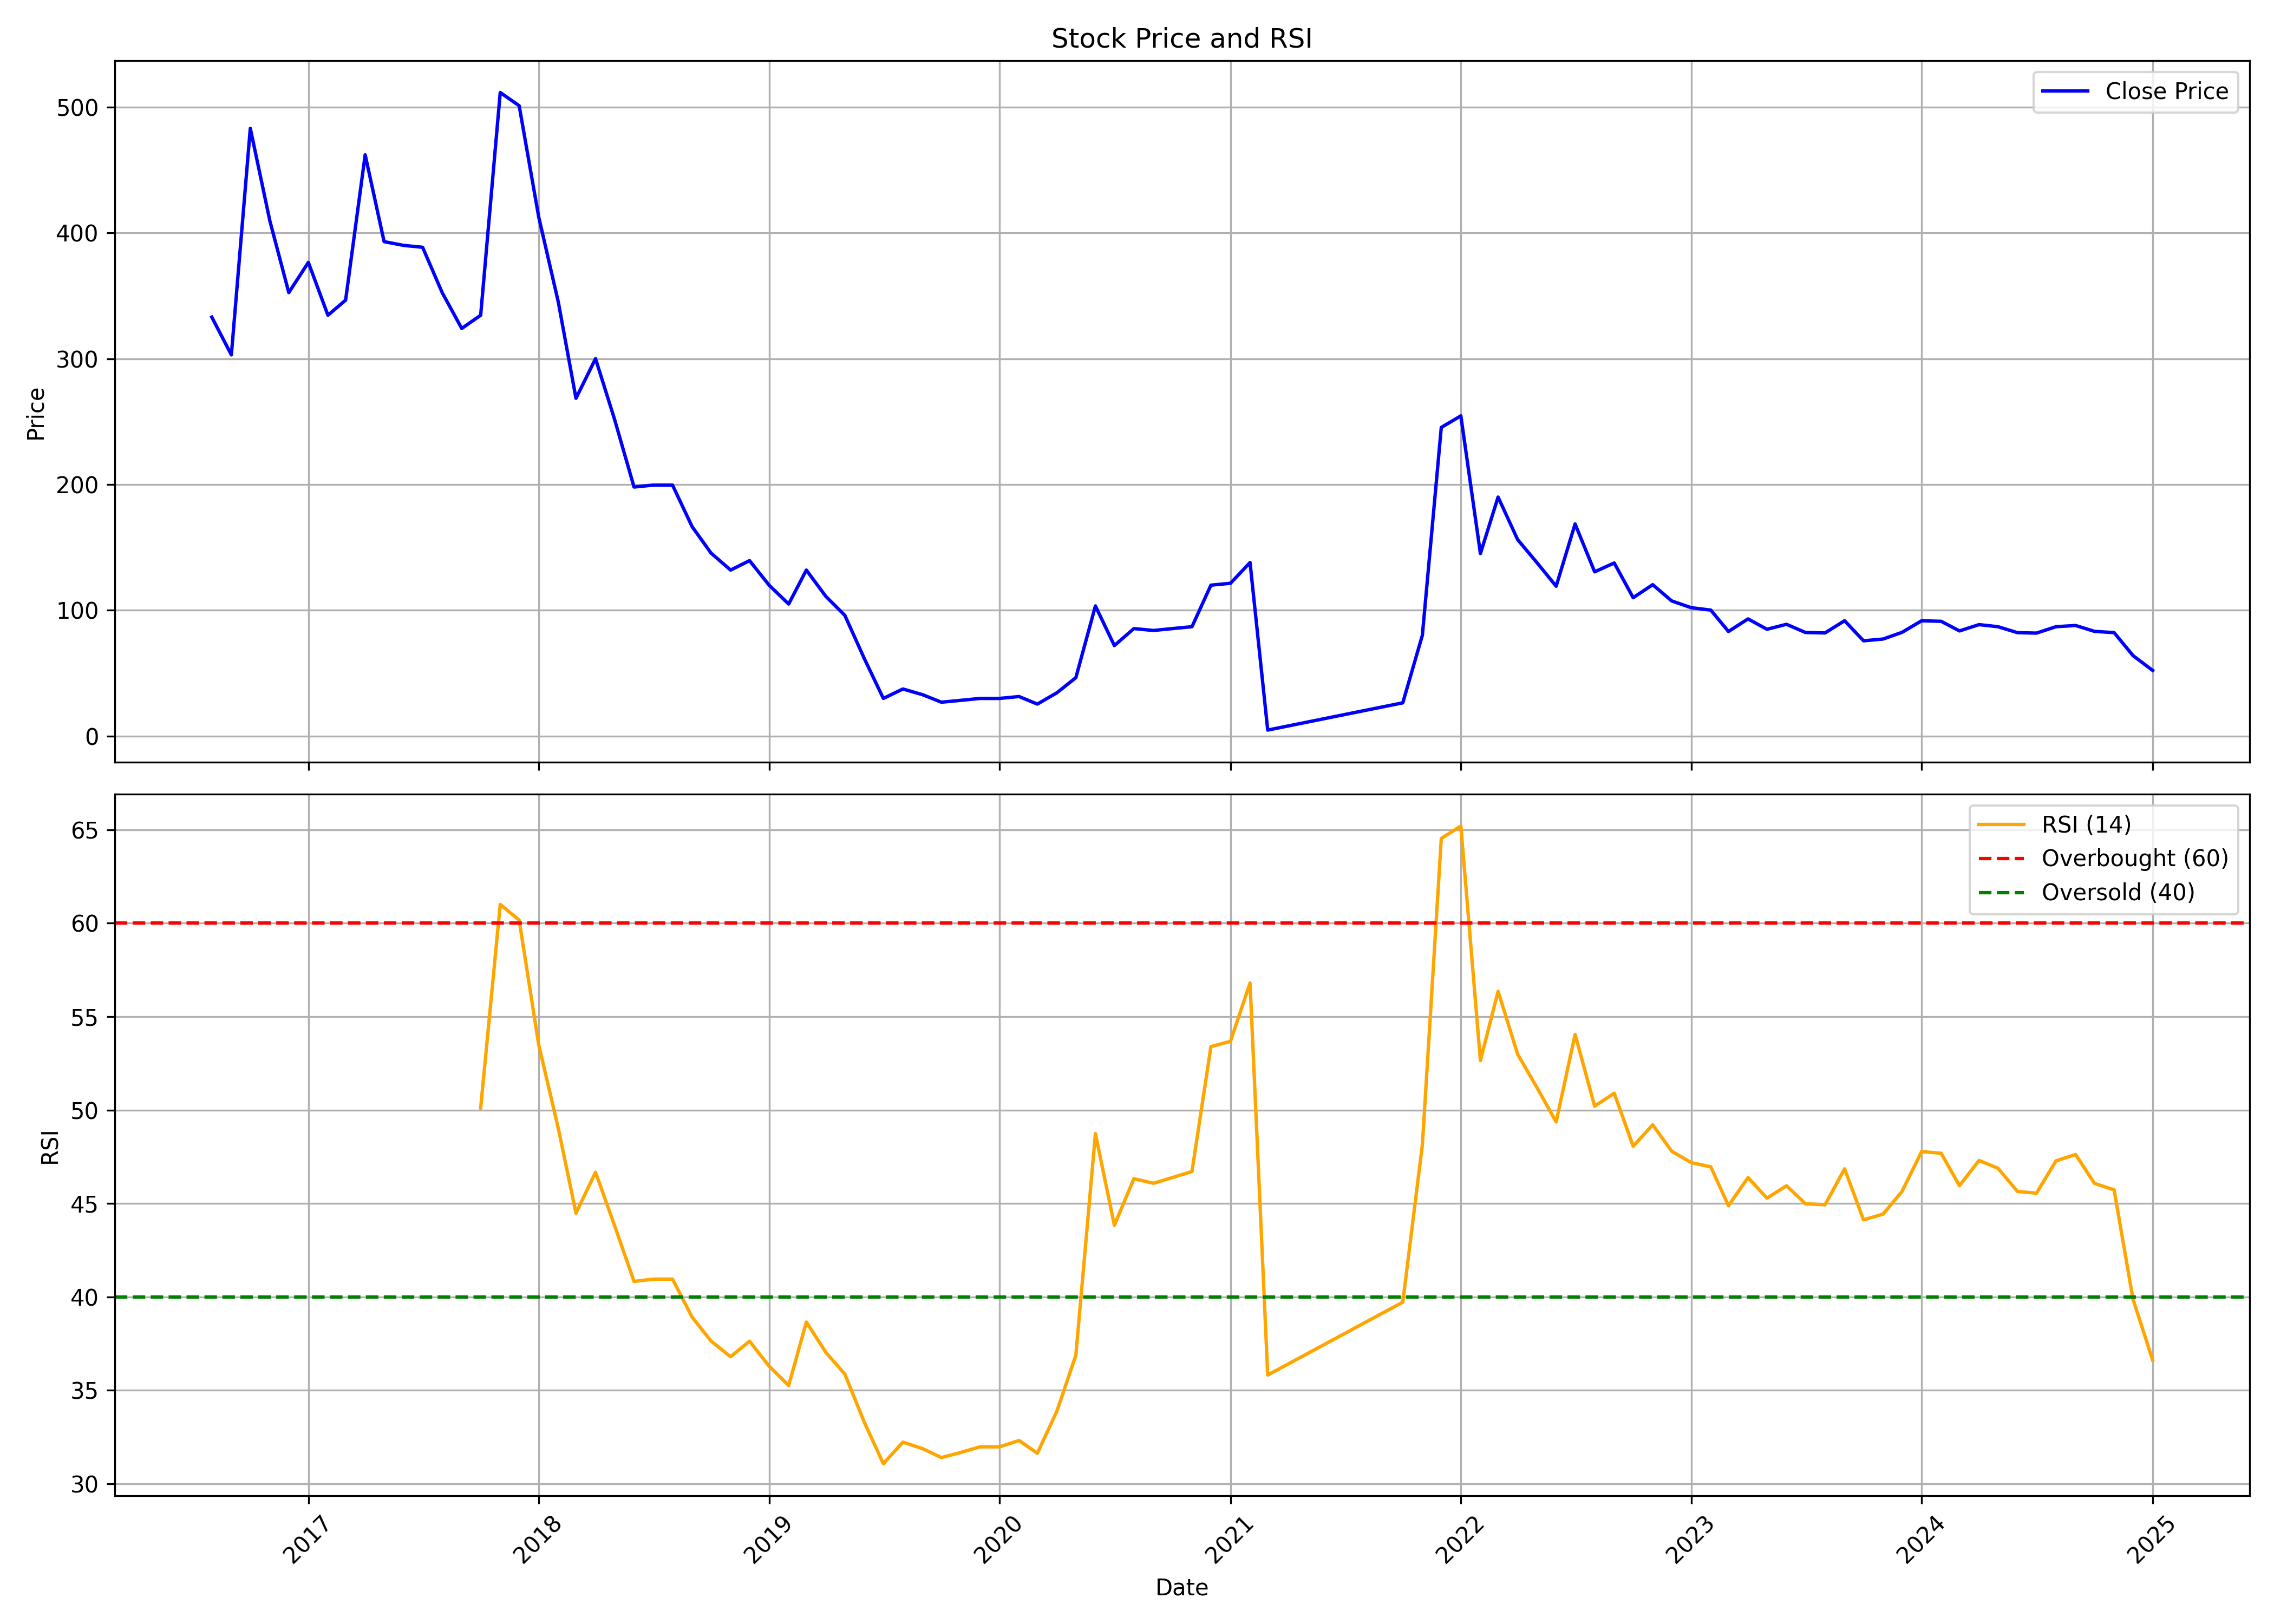 Stock Price and RSI
Close Price
500
400
300
200
100
0
Price
RSI (14)
Overbought (60)
Oversold (40)
65
60
55
50
45
40
35
30
RSI
2017
2018
2019
2020
2021
2022
2023
2024
2025
Date